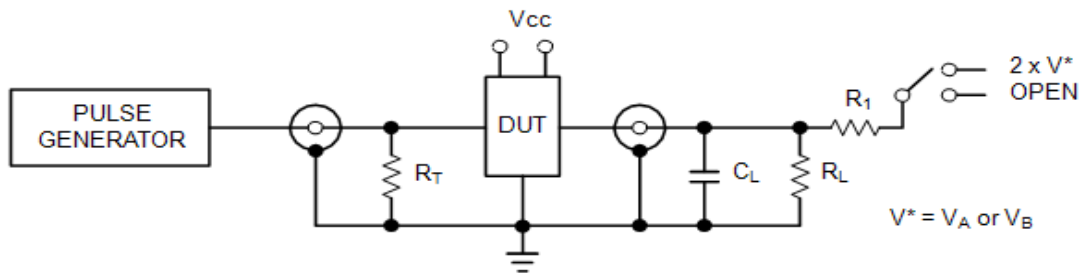 Vcc
2 x V*
OPEN
PULSE
GENERATOR
R1
DUT
RT
CL
RL
V* = VA or VB